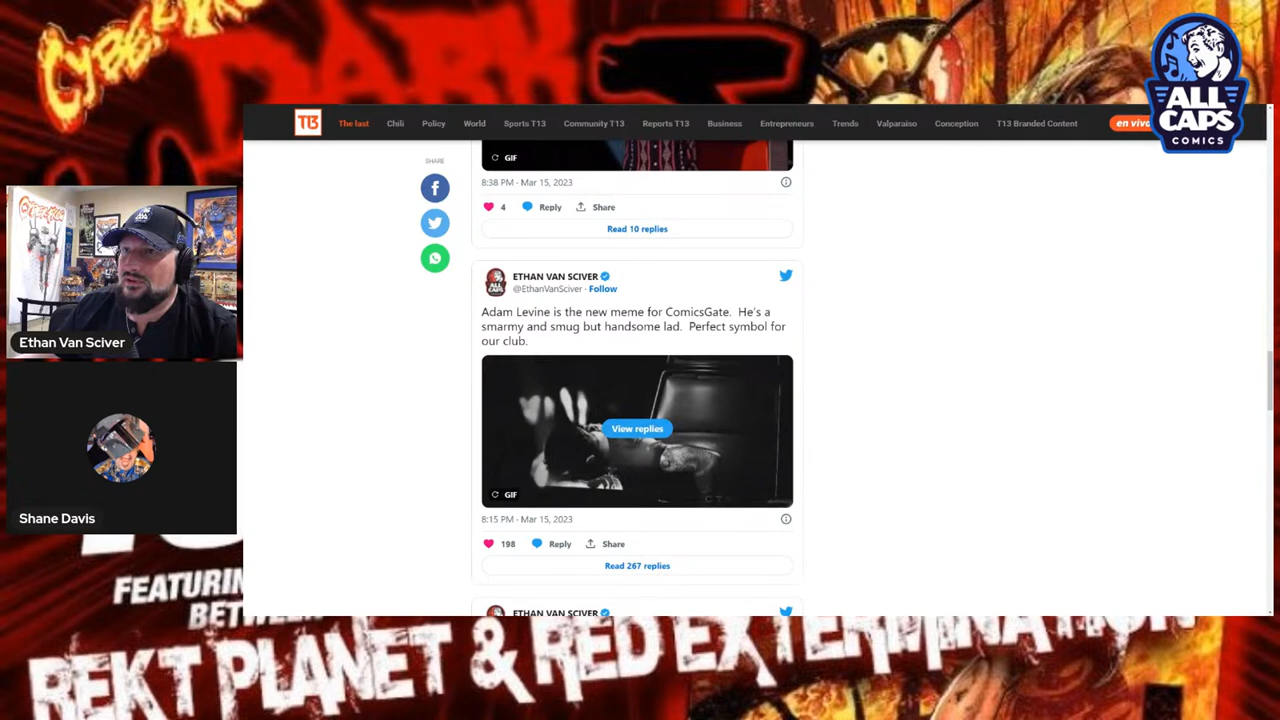 CYBER
DARK
ALL
CAPS
COMICS
T13 The last Chili Policy World Sports T13 Community T13 Reports T13 Business Entrepreneurs Trends Valparaiso Conception T13 Branded Content en vivo
SHARE
GIF
8:38 PM - Mar 15, 2023
4 Reply Share
Read 10 replies
ETHAN VAN SCIVER
@EthanVanSciver · Follow
Adam Levine is the new meme for ComicsGate. He's a
smarmy and smug but handsome lad. Perfect symbol for
our club.
View replies
GIF
8:15 PM - Mar 15, 2023
198 Reply Share
Read 267 replies
ETHAN VAN SCIVER
Ethan Van Sciver
Shane Davis
FEATURIN
BETWE
REKT PLANET & RED EXTERMINATION